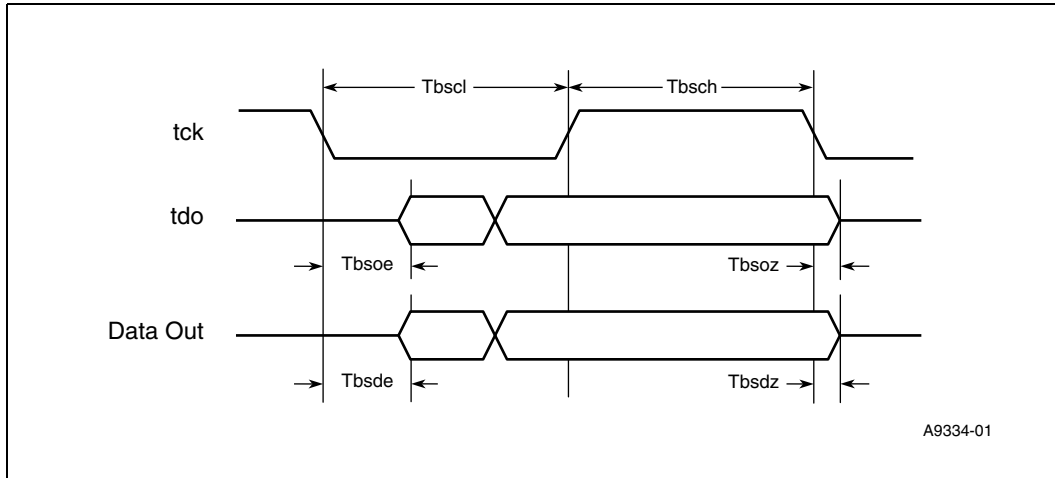 Tbscl
Tbsch
tck
tdo
Tbsoe
Tbsoz
Data Out
Tbsde
Tbsdz
A9334-01